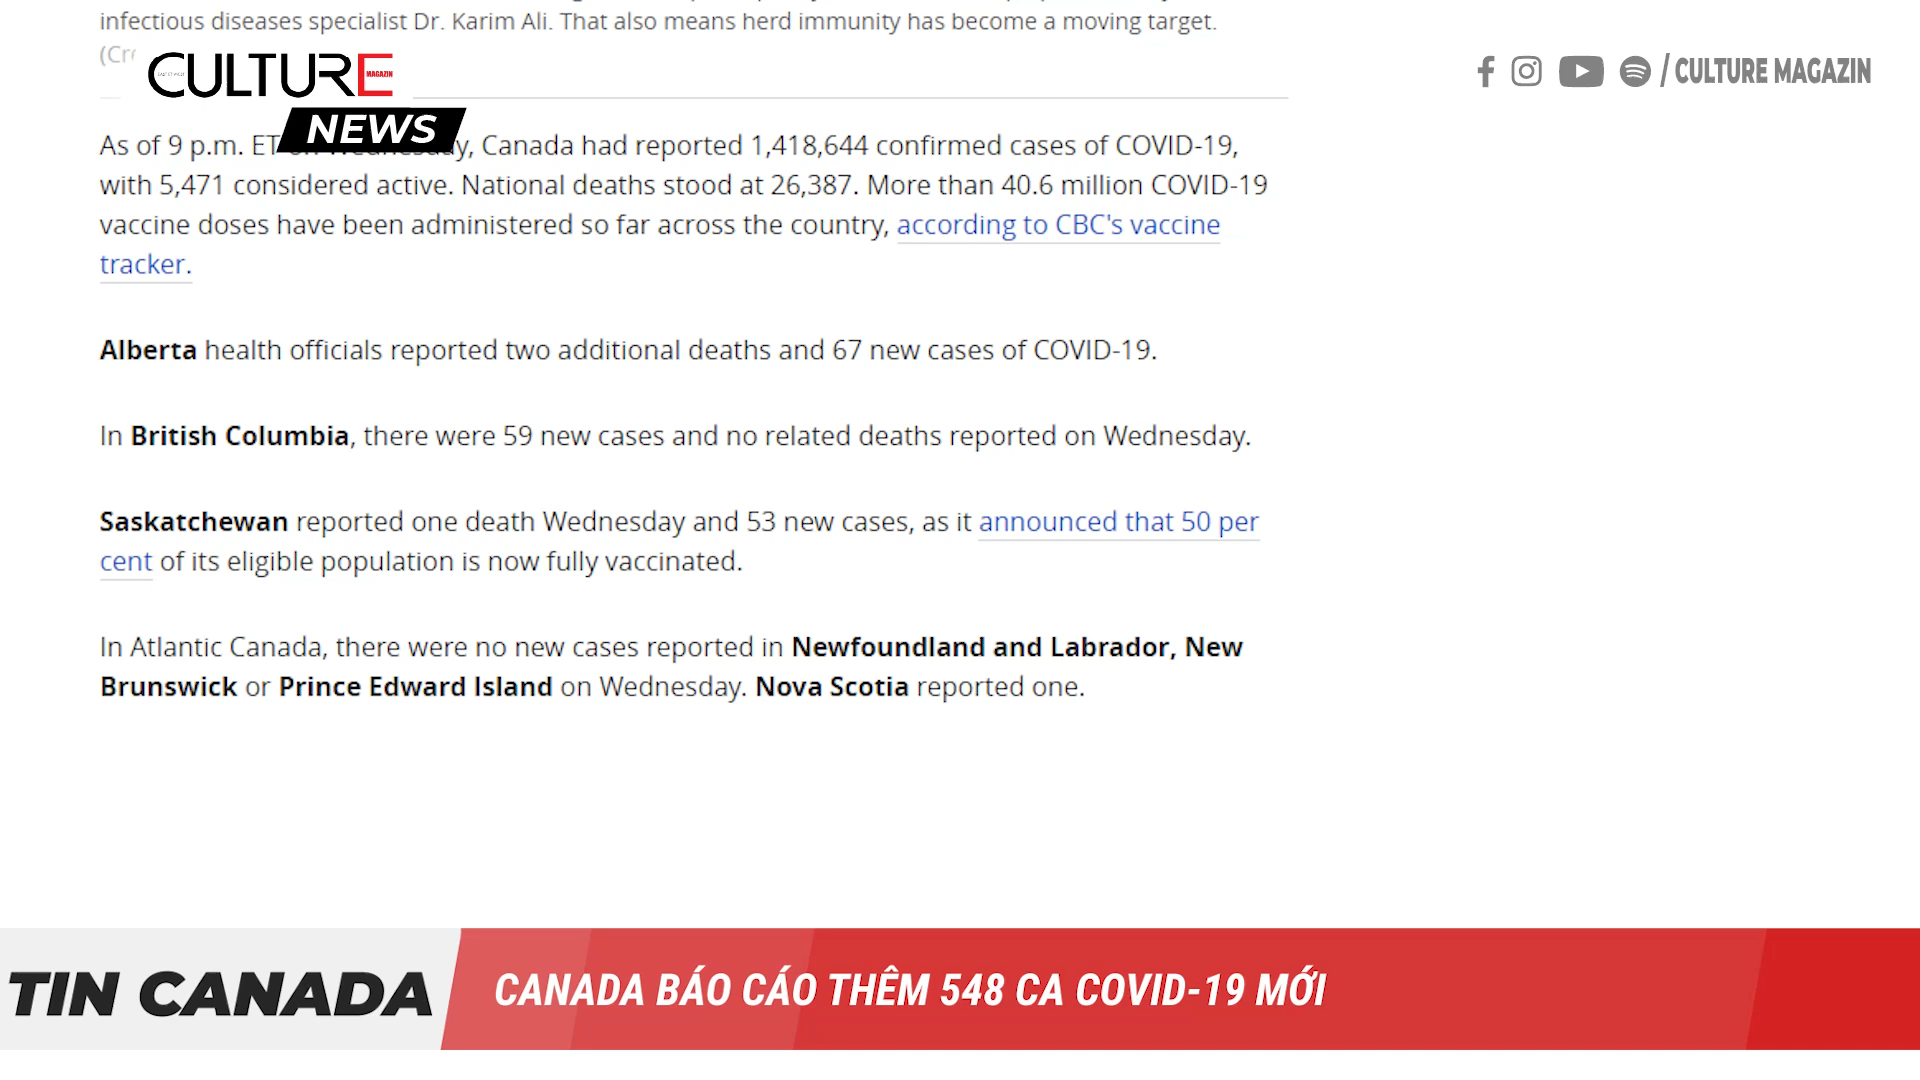 infectious diseases specialist Dr. Karim Ali. That also means herd immunity has become a moving target.
CULTURE
MAGAZIN
NEWS
/ CULTURE MAGAZIN
As of 9 p.m. ET on Wednesday, Canada had reported 1,418,644 confirmed cases of COVID-19,
with 5,471 considered active. National deaths stood at 26,387. More than 40.6 million COVID-19
vaccine doses have been administered so far across the country, according to CBC's vaccine
tracker.
Alberta health officials reported two additional deaths and 67 new cases of COVID-19.
In British Columbia, there were 59 new cases and no related deaths reported on Wednesday.
Saskatchewan reported one death Wednesday and 53 new cases, as it announced that 50 per
cent of its eligible population is now fully vaccinated.
In Atlantic Canada, there were no new cases reported in Newfoundland and Labrador, New
Brunswick or Prince Edward Island on Wednesday. Nova Scotia reported one.
TIN CANADA
CANADA BÁO CÁO THÊM 548 CA COVID-19 MỚI